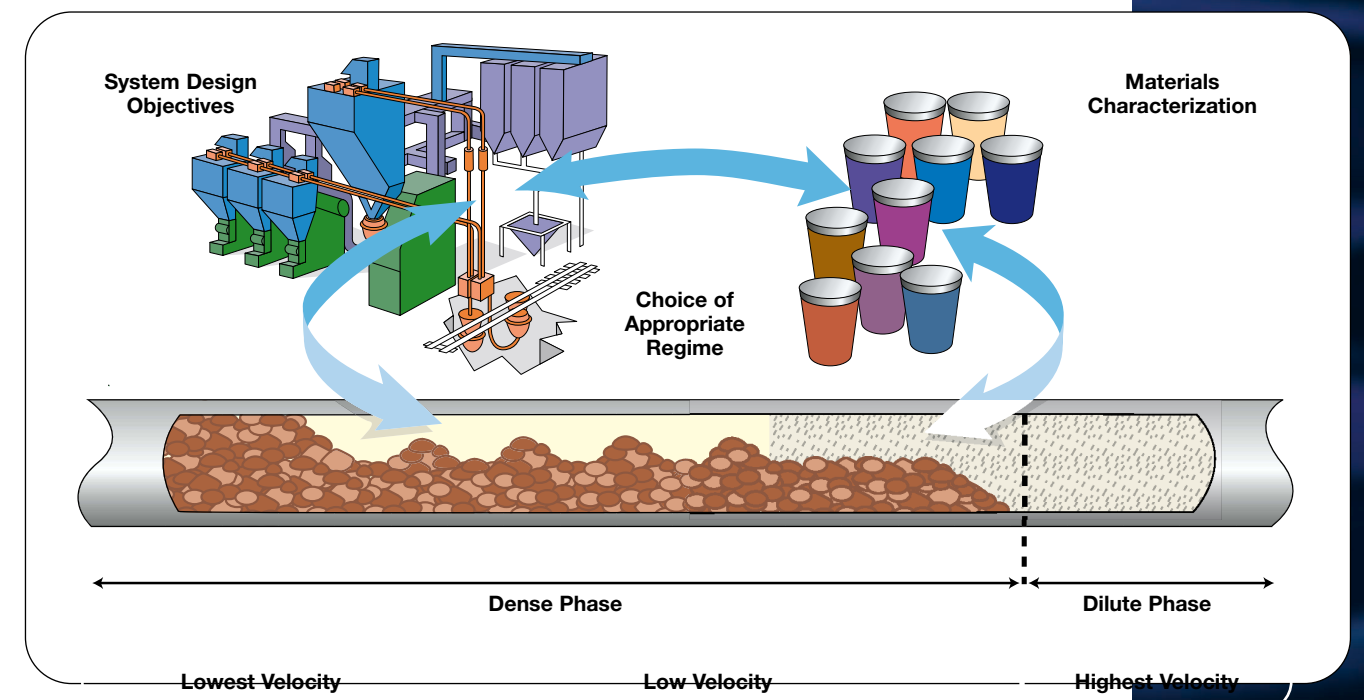 System Design
Objectives
Materials
Characterization
Choice of
Appropriate
Regime
Dense Phase
Dilute Phase
Lowest Velocity
Low Velocity
Highest Velocity